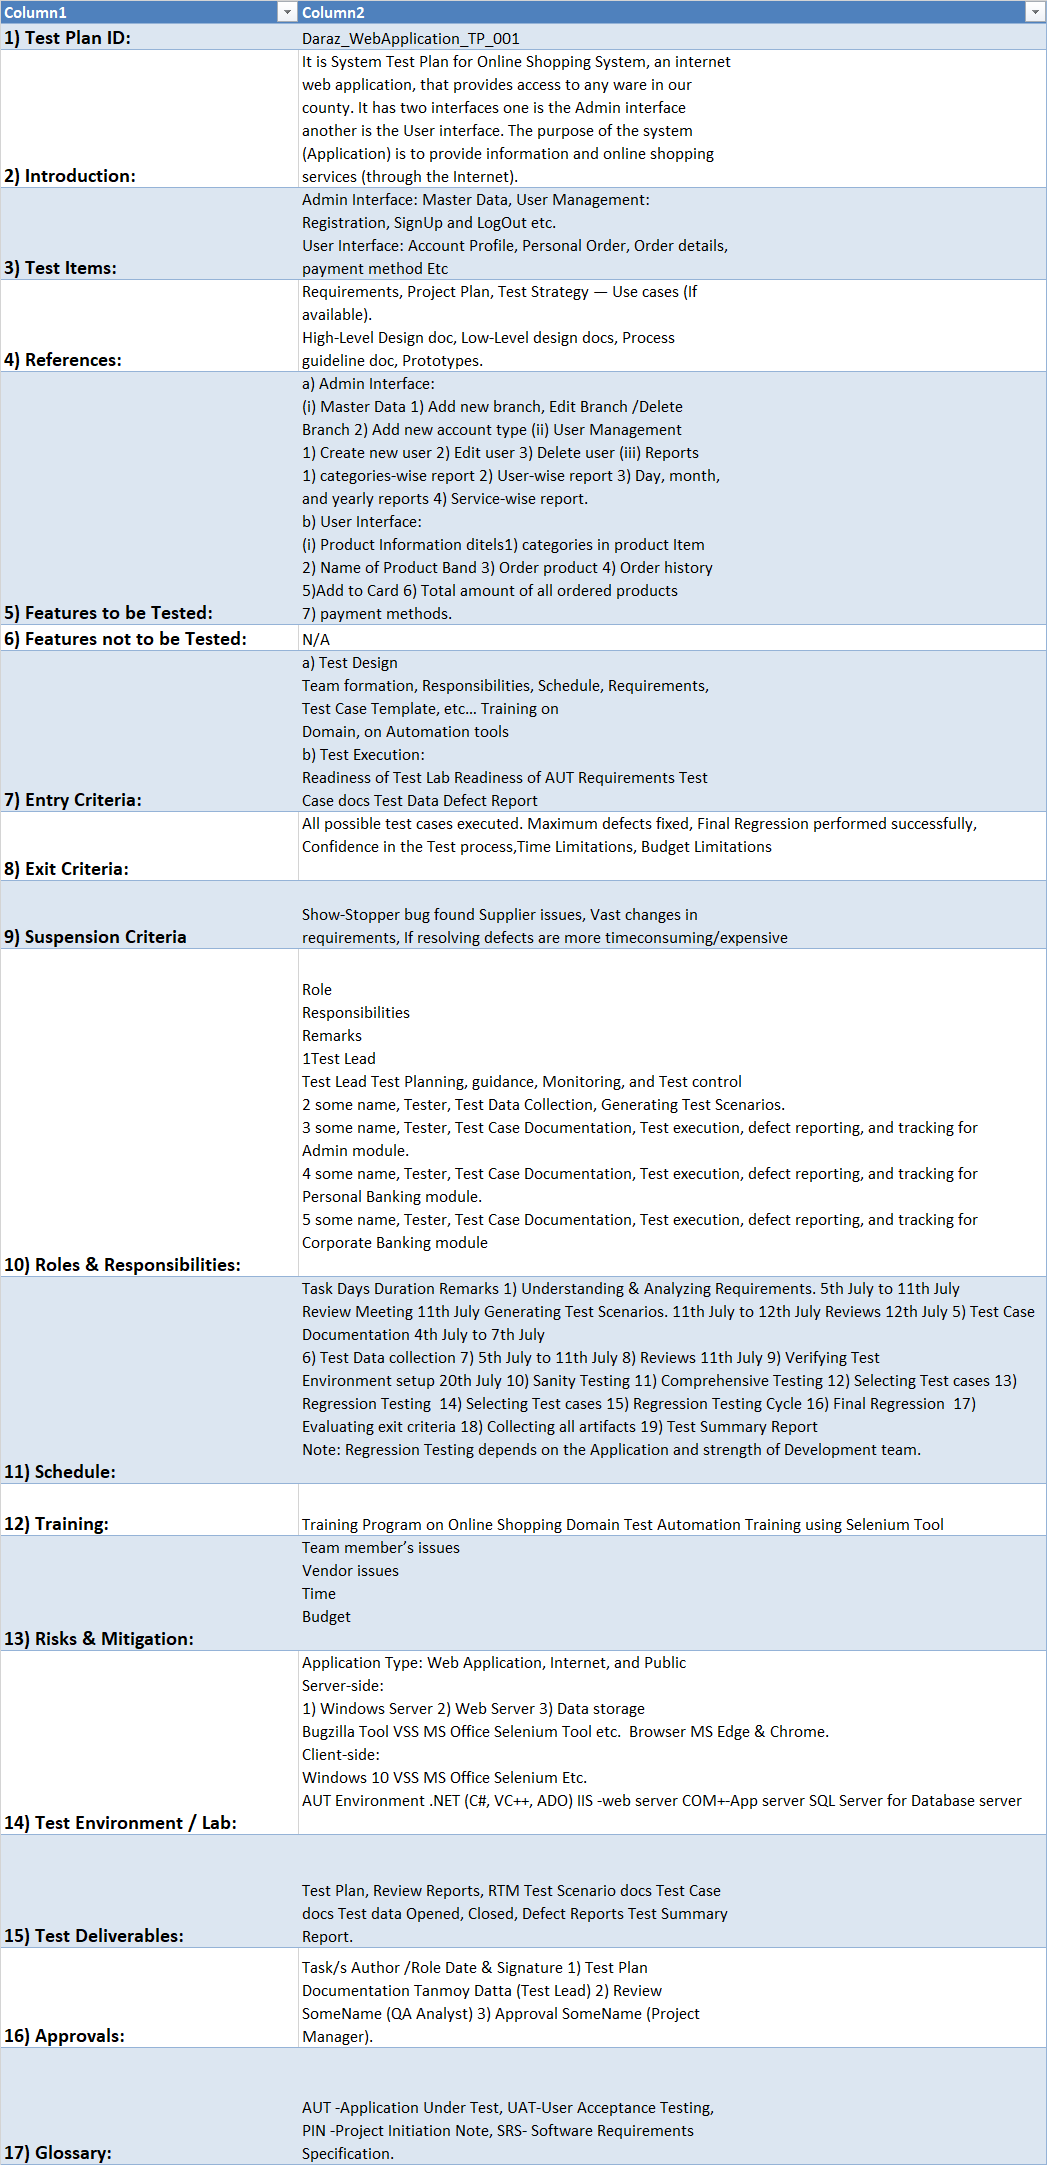 Column1 Column2
1) Test Plan ID: Daraz_WebApplication_TP_001
It is System Test Plan for Online Shopping System, an internet
web application, that provides access to any ware in our
county. It has two interfaces one is the Admin interface
another is the User interface. The purpose of the system
(Application) is to provide information and online shopping
2) Introduction: services (through the Internet).
Admin Interface: Master Data, User Management:
Registration, SignUp and LogOut etc.
User Interface: Account Profile, Personal Order, Order details,
3) Test Items: payment method Etc
Requirements, Project Plan, Test Strategy — Use cases (If
available).
High-Level Design doc, Low-Level design docs, Process
4) References: guideline doc, Prototypes.
a) Admin Interface:
(i) Master Data 1) Add new branch, Edit Branch /Delete
Branch 2) Add new account type (ii) User Management
1) Create new user 2) Edit user 3) Delete user (iii) Reports
1) categories-wise report 2) User-wise report 3) Day, month,
and yearly reports 4) Service-wise report.
b) User Interface:
(i) Product Information ditels1) categories in product Item
2) Name of Product Band 3) Order product 4) Order history
5)Add to Card 6) Total amount of all ordered products
5) Features to be Tested: 7) payment methods.
6) Features not to be Tested: N/A
a) Test Design
Team formation, Responsibilities, Schedule, Requirements,
Test Case Template, etc… Training on
Domain, on Automation tools
b) Test Execution:
Readiness of Test Lab Readiness of AUT Requirements Test
7) Entry Criteria: Case docs Test Data Defect Report
All possible test cases executed. Maximum defects fixed, Final Regression performed successfully,
Confidence in the Test process,Time Limitations, Budget Limitations
8) Exit Criteria:
Show-Stopper bug found Supplier issues, Vast changes in
9) Suspension Criteria requirements, If resolving defects are more timeconsuming/expensive
Role
Responsibilities
Remarks
1Test Lead
Test Lead Test Planning, guidance, Monitoring, and Test control
2 some name, Tester, Test Data Collection, Generating Test Scenarios.
3 some name, Tester, Test Case Documentation, Test execution, defect reporting, and tracking for
Admin module.
4 some name, Tester, Test Case Documentation, Test execution, defect reporting, and tracking for
Personal Banking module.
5 some name, Tester, Test Case Documentation, Test execution, defect reporting, and tracking for
Corporate Banking module
10) Roles & Responsibilities:
Task Days Duration Remarks 1) Understanding & Analyzing Requirements. 5th July to 11th July
Review Meeting 11th July Generating Test Scenarios. 11th July to 12th July Reviews 12th July 5) Test Case
Documentation 4th July to 7th July
6) Test Data collection 7) 5th July to 11th July 8) Reviews 11th July 9) Verifying Test
Environment setup 20th July 10) Sanity Testing 11) Comprehensive Testing 12) Selecting Test cases 13)
Regression Testing  14) Selecting Test cases 15) Regression Testing Cycle 16) Final Regression  17)
Evaluating exit criteria 18) Collecting all artifacts 19) Test Summary Report
Note: Regression Testing depends on the Application and strength of Development team.
11) Schedule:
12) Training: Training Program on Online Shopping Domain Test Automation Training using Selenium Tool
Team member’s issues
Vendor issues
Time
Budget
13) Risks & Mitigation:
Application Type: Web Application, Internet, and Public
Server-side:
1) Windows Server 2) Web Server 3) Data storage
Bugzilla Tool VSS MS Office Selenium Tool etc.  Browser MS Edge & Chrome.
Client-side:
Windows 10 VSS MS Office Selenium Etc.
AUT Environment .NET (C#, VC++, ADO) IIS -web server COM+-App server SQL Server for Database server
14) Test Environment / Lab:
Test Plan, Review Reports, RTM Test Scenario docs Test Case
docs Test data Opened, Closed, Defect Reports Test Summary
15) Test Deliverables: Report.
Task/s Author /Role Date & Signature 1) Test Plan
Documentation Tanmoy Datta (Test Lead) 2) Review
SomeName (QA Analyst) 3) Approval SomeName (Project
16) Approvals: Manager).
AUT -Application Under Test, UAT-User Acceptance Testing,
PIN -Project Initiation Note, SRS- Software Requirements
17) Glossary: Specification.